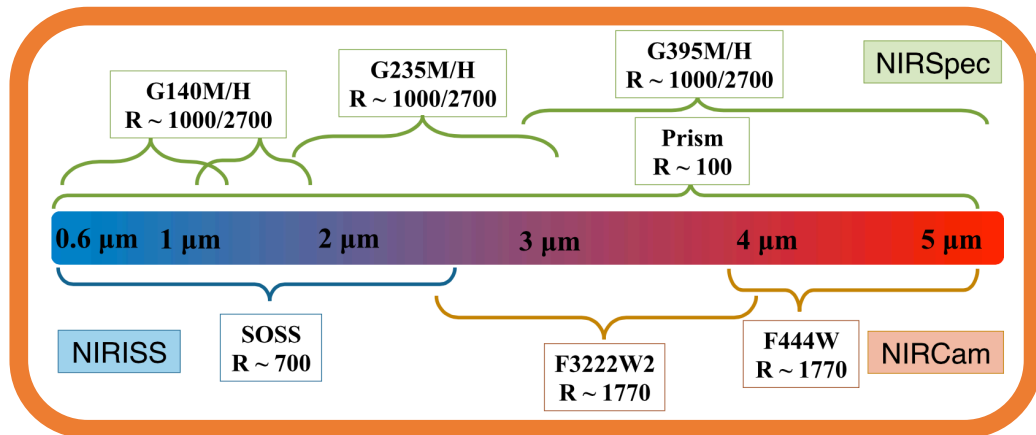 G395M/H
R ~ 1000/2700
NIRSpec
G235M/H
R ~ 1000/2700
G140M/H
R ~ 1000/2700
Prism
R ~ 100
0.6 μm 1 μm 2 μm 3 μm 4 μm 5 μm
NIRISS
SOSS
R ~ 700
F3222W2
R ~ 1770
F444W
R ~ 1770
NIRCam